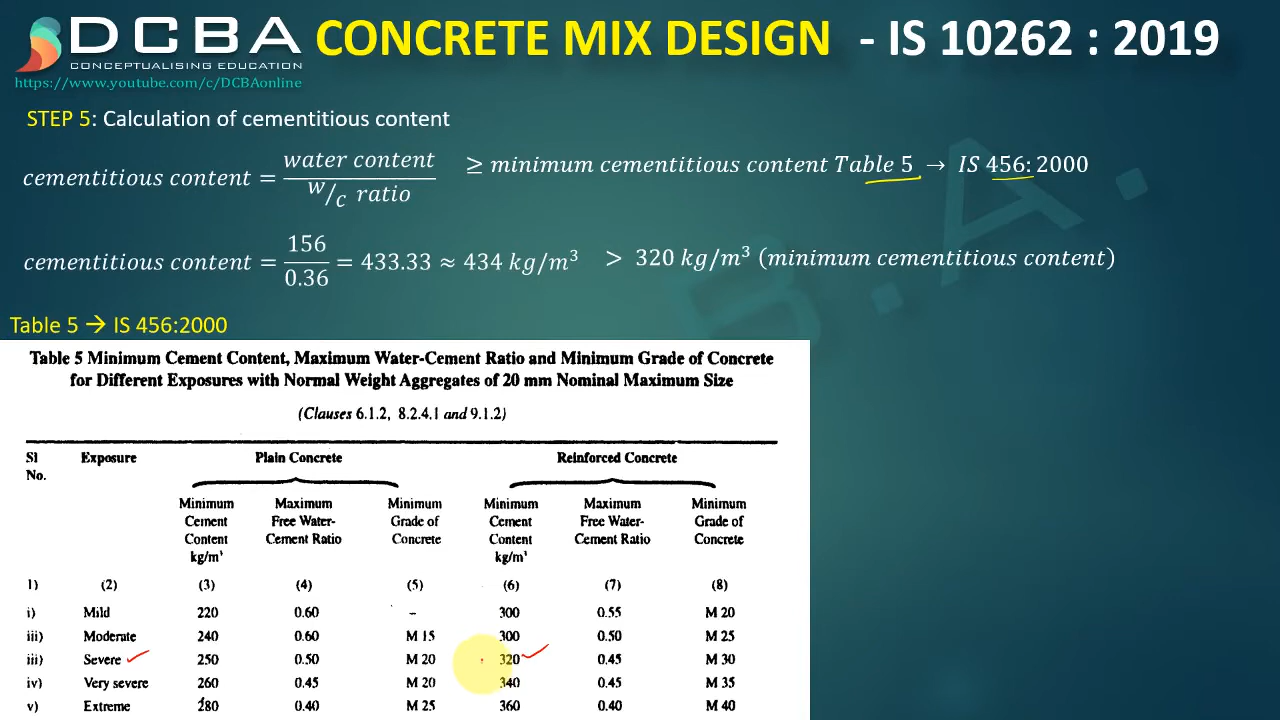 DCBA
CONCEPTUALISING EDUCATION
https://www.youtube.com/c/DCBAonline
CONCRETE MIX DESIGN - IS 10262 : 2019
STEP 5: Calculation of cementitious content
cementitious content = water content / w/c ratio ≥ minimum cementitious content Table 5 → IS 456: 2000
cementitious content = 156 / 0.36 = 433.33 ≈ 434 kg/m³ > 320 kg/m³ (minimum cementitious content)
Table 5 → IS 456:2000
Table 5 Minimum Cement Content, Maximum Water-Cement Ratio and Minimum Grade of Concrete
for Different Exposures with Normal Weight Aggregates of 20 mm Nominal Maximum Size
(Clauses 6.1.2, 8.2.4.1 and 9.1.2)
Sl Exposure Plain Concrete Reinforced Concrete
No.
Minimum Maximum Minimum Minimum Maximum Minimum
Cement Free Water- Grade of Cement Free Water- Grade of
Content Cement Ratio Concrete Content Cement Ratio Concrete
kg/m³ kg/m³
1) (2) (3) (4) (5) (6) (7) (8)
i) Mild 220 0.60 – 300 0.55 M 20
iii) Moderate 240 0.60 M 15 300 0.50 M 25
iii) Severe 250 0.50 M 20 320 0.45 M 30
iv) Very severe 260 0.45 M 20 340 0.45 M 35
v) Extreme 280 0.40 M 25 360 0.40 M 40
B.A.